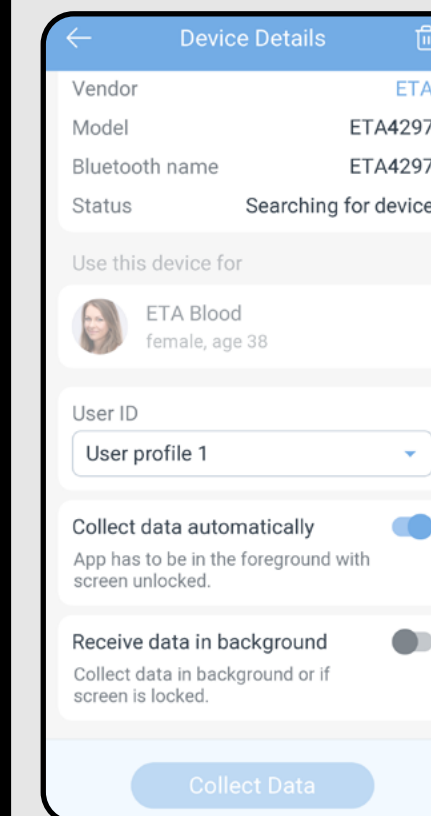 Device Details
Vendor ETA
Model ETA4297
Bluetooth name ETA4297
Status Searching for device
Use this device for
ETA Blood
female, age 38
User ID
User profile 1
Collect data automatically
App has to be in the foreground with
screen unlocked.
Receive data in background
Collect data in background or if
screen is locked.
Collect Data